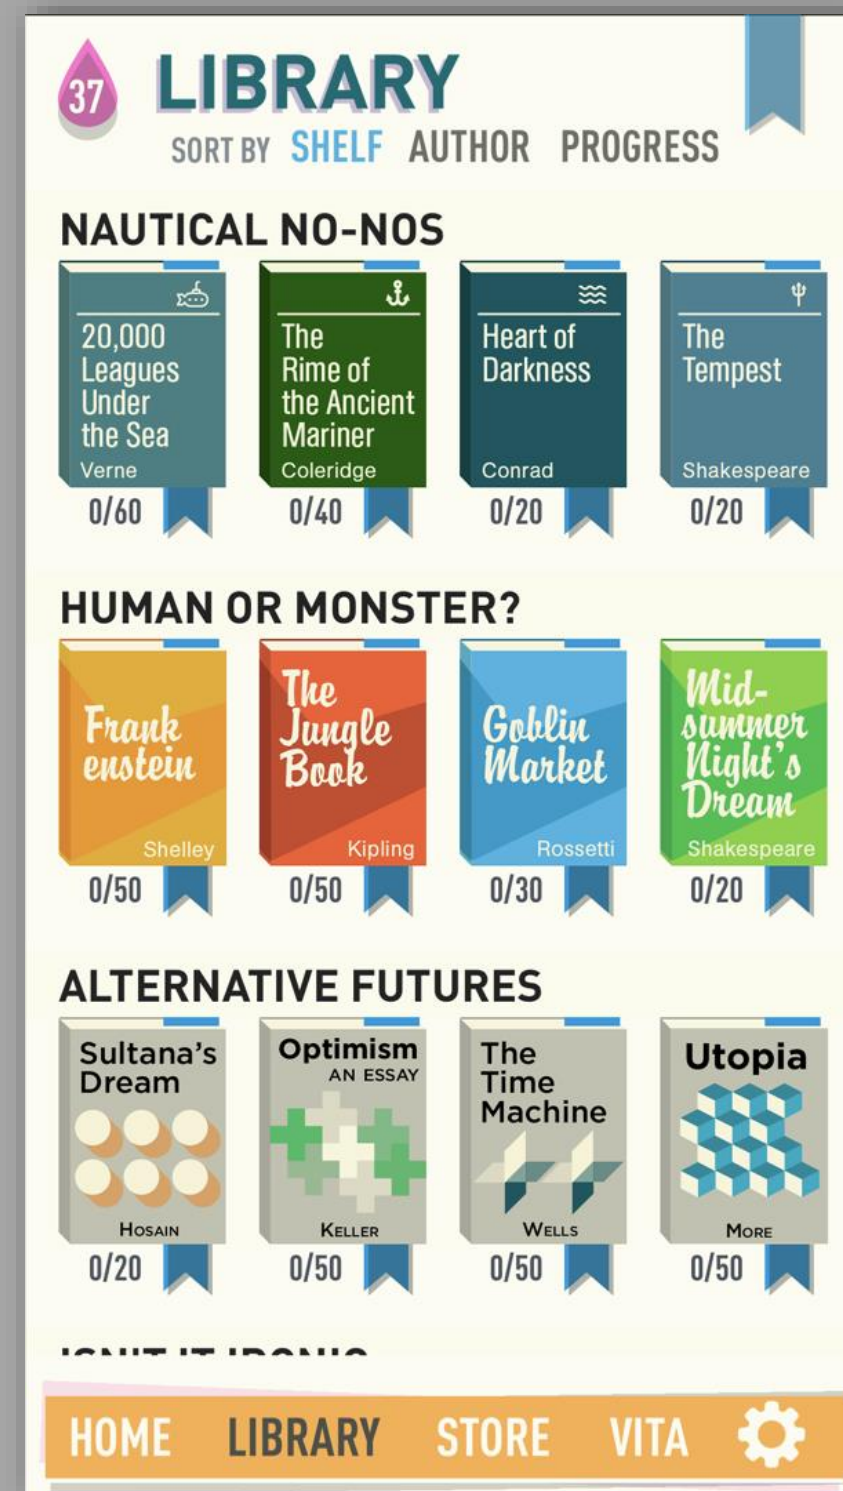 37
LIBRARY
SORT BY SHELF AUTHOR PROGRESS
NAUTICAL NO-NOS
20,000
Leagues
Under
the Sea
Verne
0/60
The
Rime of
the Ancient
Mariner
Coleridge
0/40
Heart of
Darkness
Conrad
0/20
The
Tempest
Shakespeare
0/20
HUMAN OR MONSTER?
Frank
enstein
Shelley
0/50
The
Jungle
Book
Kipling
0/50
Goblin
Market
Rossetti
0/30
Mid-
summer
Night's
Dream
Shakespeare
0/20
ALTERNATIVE FUTURES
Sultana's
Dream
HOSAIN
0/20
Optimism
AN ESSAY
KELLER
0/50
The
Time
Machine
WELLS
0/50
Utopia
MORE
0/50
HOME LIBRARY STORE VITA